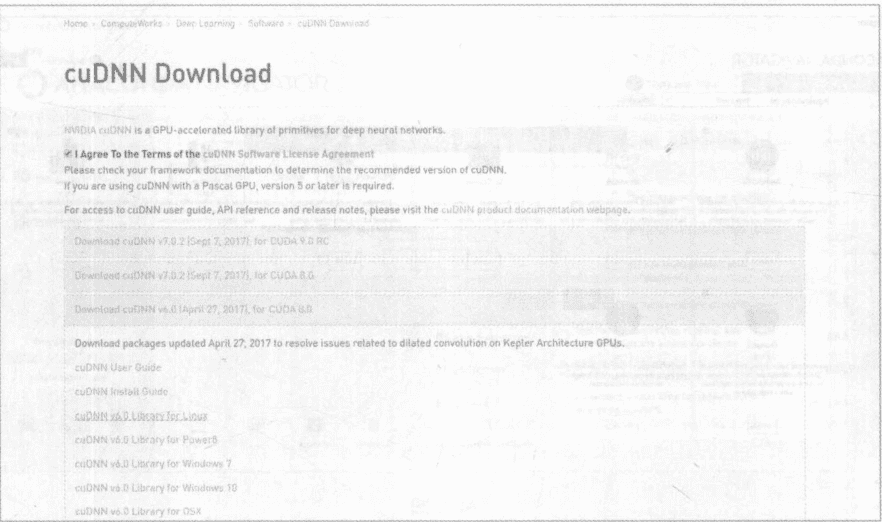 Home > ComputeWorks > Deep Learning > Software > cuDNN Download
cuDNN Download
NVIDIA cuDNN is a GPU-accelerated library of primitives for deep neural networks.
I Agree To the Terms of the cuDNN Software License Agreement
Please check your framework documentation to determine the recommended version of cuDNN.
If you are using cuDNN with a Pascal GPU, version 5 or later is required.
For access to cuDNN user guide, API reference and release notes, please visit the cuDNN product documentation webpage.
Download cuDNN v7.0.2 (Sept 7, 2017), for CUDA 9.0 RC
Download cuDNN v7.0.2 (Sept 7, 2017), for CUDA 8.0
Download cuDNN v6.0 (April 27, 2017), for CUDA 8.0
Download packages updated April 27, 2017 to resolve issues related to dilated convolution on Kepler Architecture GPUs.
cuDNN User Guide
cuDNN Install Guide
cuDNN v6.0 Library for Linux
cuDNN v6.0 Library for Power8
cuDNN v6.0 Library for Windows 7
cuDNN v6.0 Library for Windows 10
cuDNN v6.0 Library for OSX